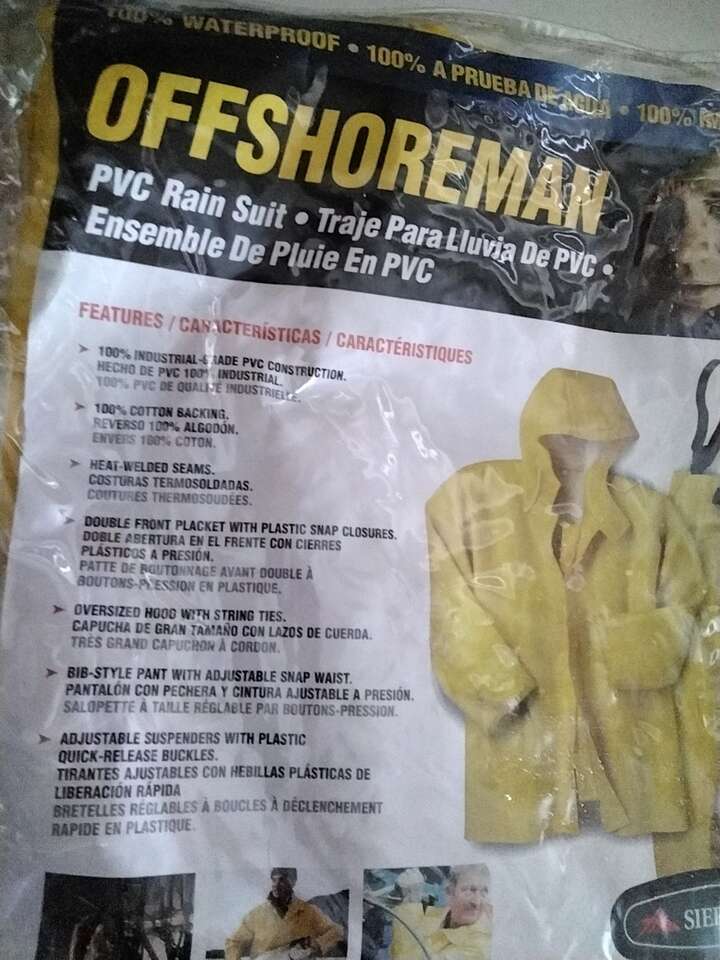 100% WATERPROOF • 100% A PRUEBA DE AGUA • 100%
OFFSHOREMAN
PVC Rain Suit • Traje Para Lluvia De PVC •
Ensemble De Pluie En PVC
FEATURES / CARACTERÍSTICAS / CARACTÉRISTIQUES
➤ 100% INDUSTRIAL-GRADE PVC CONSTRUCTION.
HECHO DE PVC 100% INDUSTRIAL.
100% PVC DE QUALITÉ INDUSTRIELLE.
➤ 100% COTTON BACKING.
REVERSO 100% ALGODÓN.
ENVERS 100% COTON.
➤ HEAT-WELDED SEAMS.
COSTURAS TERMOSOLDADAS.
COUTURES THERMOSOUDÉES.
➤ DOUBLE FRONT PLACKET WITH PLASTIC SNAP CLOSURES.
DOBLE ABERTURA EN EL FRENTE CON CIERRES
PLÁSTICOS A PRESIÓN.
PATTE DE BOUTONNAGE AVANT DOUBLE À
BOUTONS-PRESSION EN PLASTIQUE.
➤ OVERSIZED HOOD WITH STRING TIES.
CAPUCHA DE GRAN TAMAÑO CON LAZOS DE CUERDA.
TRÈS GRAND CAPUCHON À CORDON.
➤ BIB-STYLE PANT WITH ADJUSTABLE SNAP WAIST.
PANTALÓN CON PECHERA Y CINTURA AJUSTABLE A PRESIÓN.
SALOPETTE À TAILLE RÉGLABLE PAR BOUTONS-PRESSION.
➤ ADJUSTABLE SUSPENDERS WITH PLASTIC
QUICK-RELEASE BUCKLES.
TIRANTES AJUSTABLES CON HEBILLAS PLÁSTICAS DE
LIBERACIÓN RÁPIDA
BRETELLES RÉGLABLES À BOUCLES À DÉCLENCHEMENT
RAPIDE EN PLASTIQUE.